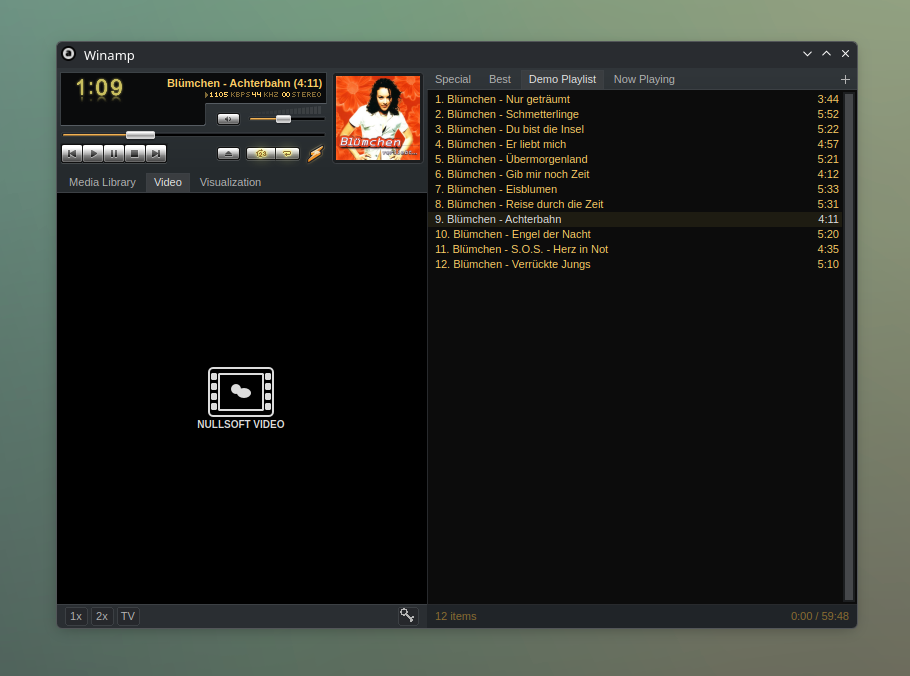 Winamp
1:09
Blümchen - Achterbahn (4:11)
1105 KBPS 44 KHZ STEREO
Blümchen
Media Library Video Visualization
NULLSOFT VIDEO
1x 2x TV
Special Best Demo Playlist Now Playing +
1. Blümchen - Nur geträumt 3:44
2. Blümchen - Schmetterlinge 5:52
3. Blümchen - Du bist die Insel 5:22
4. Blümchen - Er liebt mich 4:57
5. Blümchen - Übermorgenland 5:21
6. Blümchen - Gib mir noch Zeit 4:12
7. Blümchen - Eisblumen 5:33
8. Blümchen - Reise durch die Zeit 5:31
9. Blümchen - Achterbahn 4:11
10. Blümchen - Engel der Nacht 5:20
11. Blümchen - S.O.S. - Herz in Not 4:35
12. Blümchen - Verrückte Jungs 5:10
12 items 0:00 / 59:48